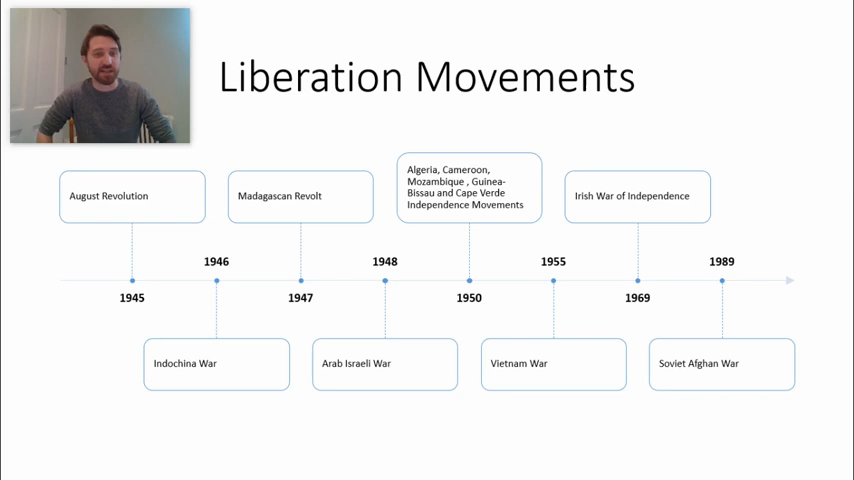 Liberation Movements
August Revolution
Madagascan Revolt
Algeria, Cameroon,
Mozambique , Guinea-
Bissau and Cape Verde
Independence Movements
Irish War of Independence
1946
1948
1955
1989
1945
1947
1950
1969
Indochina War
Arab Israeli War
Vietnam War
Soviet Afghan War